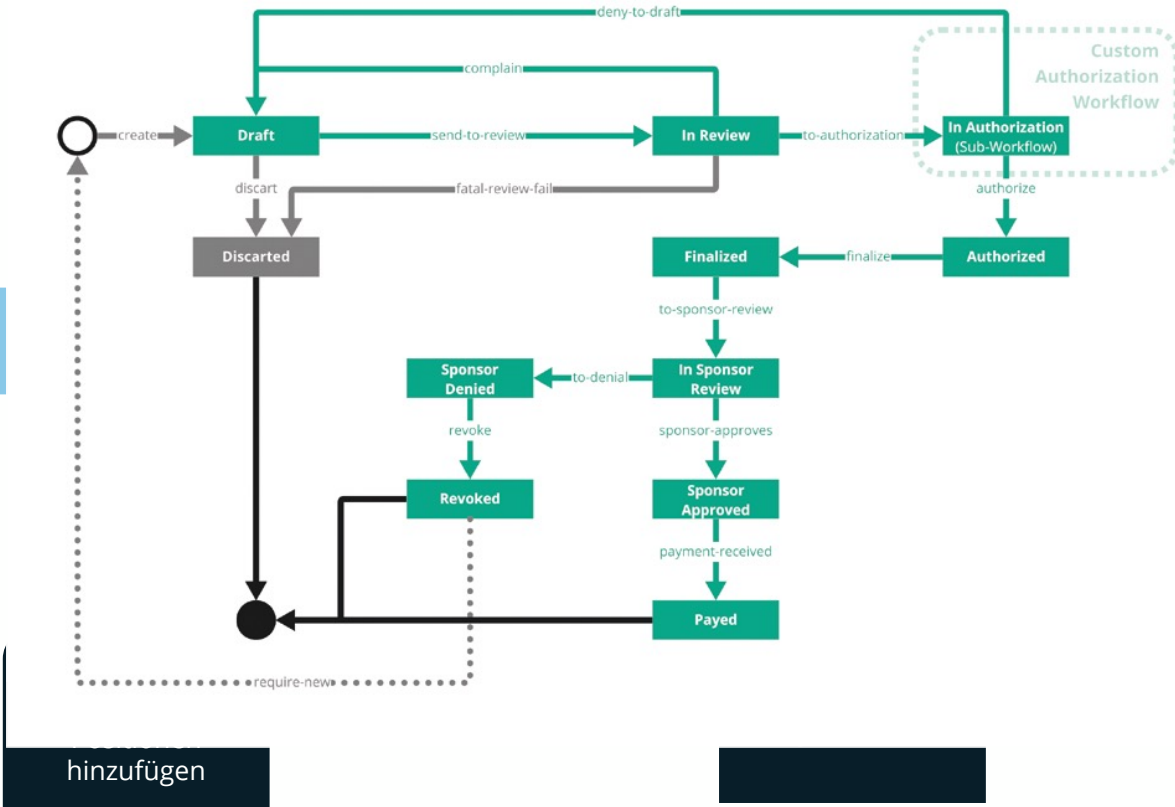 deny-to-draft
Custom
Authorization
Workflow
complain
create
Draft
send-to-review
In Review
to-authorization
In Authorization
(Sub-Workflow)
discart
fatal-review-fail
authorize
Discarted
Finalized
finalize
Authorized
to-sponsor-review
Sponsor
Denied
to-denial
In Sponsor
Review
revoke
sponsor-approves
Revoked
Sponsor
Approved
payment-received
Payed
require-new
hinzufügen